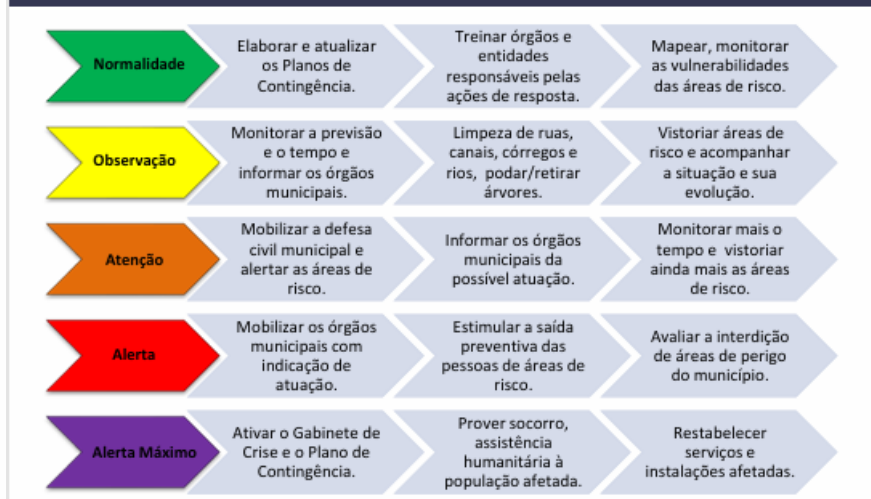 Normalidade
Elaborar e atualizar
os Planos de
Contingência.
Treinar órgãos e
entidades
responsáveis pelas
ações de resposta.
Mapear, monitorar
as vulnerabilidades
das áreas de risco.
Observação
Monitorar a previsão
e o tempo e
informar os órgãos
municipais.
Limpeza de ruas,
canais, córregos e
rios, podar/retirar
árvores.
Vistoriar áreas de
risco e acompanhar
a situação e sua
evolução.
Atenção
Mobilizar a defesa
civil municipal e
alertar as áreas de
risco.
Informar os órgãos
municipais da
possível atuação.
Monitorar mais o
tempo e vistoriar
ainda mais as áreas
de risco.
Alerta
Mobilizar os órgãos
municipais com
indicação de
atuação.
Estimular a saída
preventiva das
pessoas de áreas de
risco.
Avaliar a interdição
de áreas de perigo
do município.
Alerta Máximo
Ativar o Gabinete de
Crise e o Plano de
Contingência.
Prover socorro,
assistência
humanitária à
população afetada.
Restabelecer
serviços e
instalações afetadas.